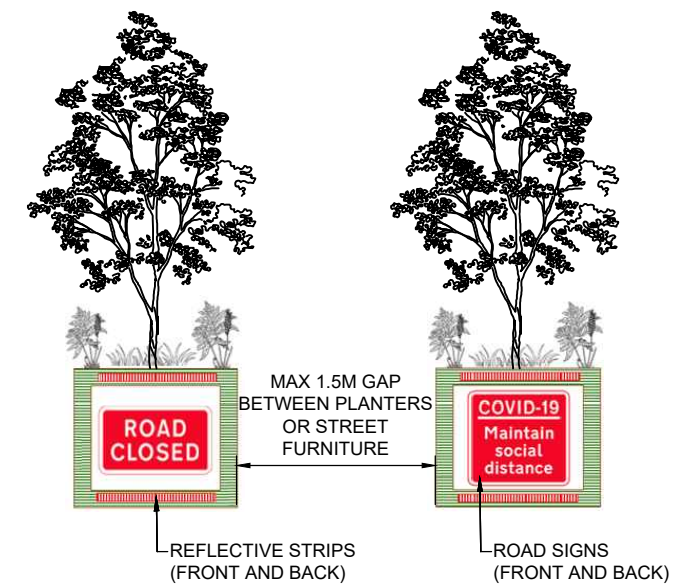 MAX 1.5M GAP
BETWEEN PLANTERS
OR STREET
FURNITURE
ROAD
CLOSED
COVID-19
Maintain
social
distance
REFLECTIVE STRIPS
(FRONT AND BACK)
ROAD SIGNS
(FRONT AND BACK)